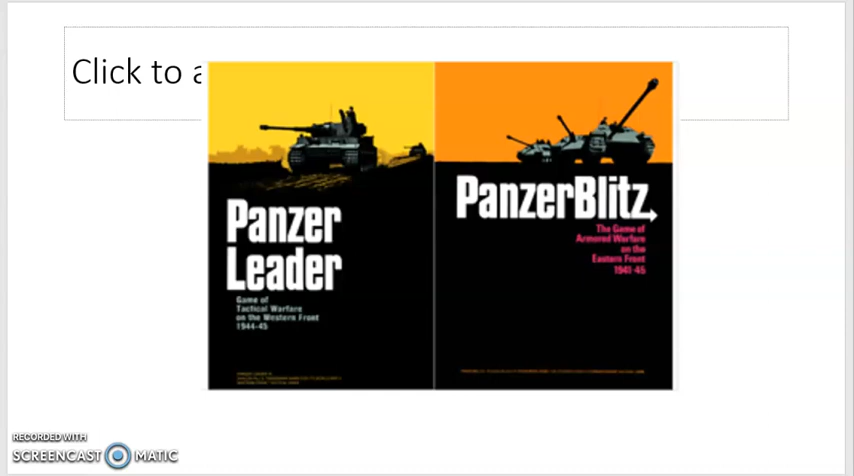 Click to a
Panzer
Leader
Game of
Tactical Warfare
on the Western Front
1944-45
PanzerBlitz
The Game of
Armored Warfare
on the
Eastern Front
1941-45
RECORDED WITH
SCREENCAST MATIC